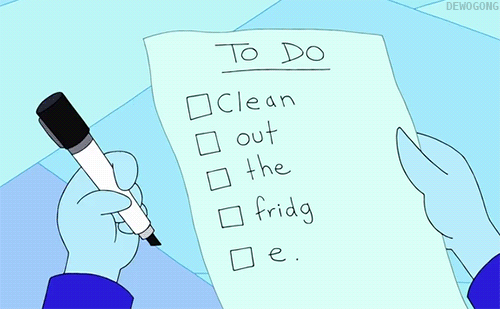 DEWOGONG
TO DO
Clean
out
the
fridg
e.